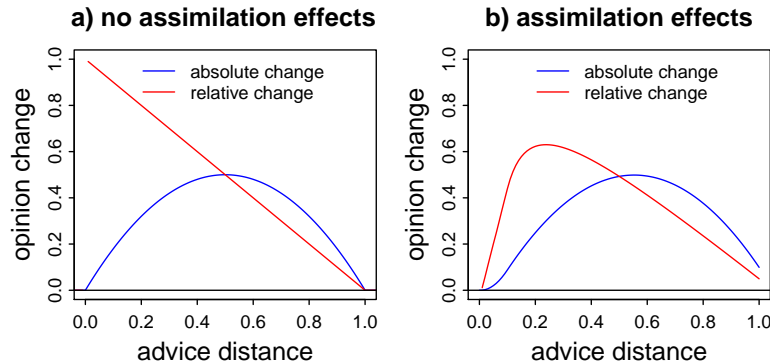 a) no assimilation effects
absolute change
relative change
opinion change
0.0 0.2 0.4 0.6 0.8 1.0
0.0 0.2 0.4 0.6 0.8 1.0
advice distance
b) assimilation effects
absolute change
relative change
opinion change
0.0 0.2 0.4 0.6 0.8 1.0
0.0 0.2 0.4 0.6 0.8 1.0
advice distance